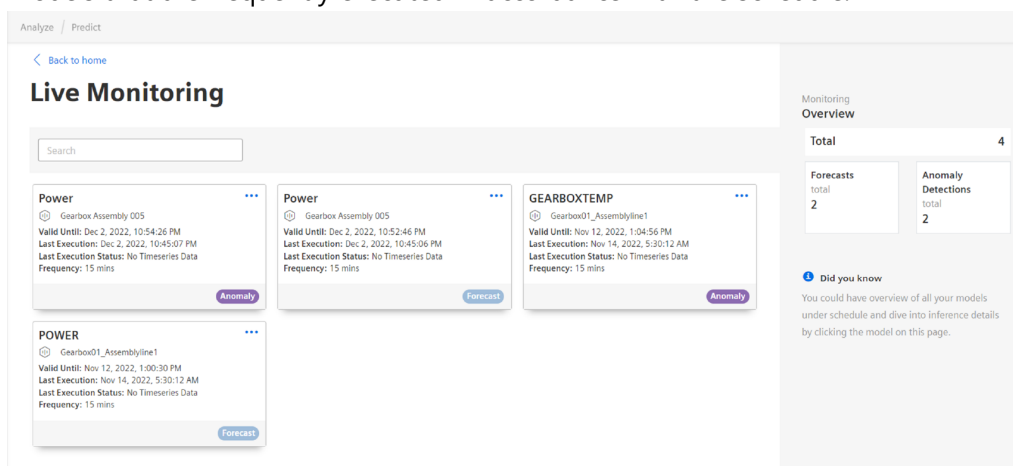 Analyze / Predict
Back to home
Live Monitoring
Search
Power
Gearbox Assembly 005
Valid Until: Dec 2, 2022, 10:54:26 PM
Last Execution: Dec 2, 2022, 10:45:07 PM
Last Execution Status: No Timeseries Data
Frequency: 15 mins
Anomaly
Power
Gearbox Assembly 005
Valid Until: Dec 2, 2022, 10:52:46 PM
Last Execution: Dec 2, 2022, 10:45:06 PM
Last Execution Status: No Timeseries Data
Frequency: 15 mins
Forecast
GEARBOXTEMP
Gearbox01_Assemblyline1
Valid Until: Nov 12, 2022, 1:04:56 PM
Last Execution: Nov 14, 2022, 5:30:12 AM
Last Execution Status: No Timeseries Data
Frequency: 15 mins
Anomaly
POWER
Gearbox01_Assemblyline1
Valid Until: Nov 12, 2022, 1:00:30 PM
Last Execution: Nov 14, 2022, 5:30:12 AM
Last Execution Status: No Timeseries Data
Frequency: 15 mins
Forecast
Monitoring
Overview
Total 4
Forecasts
total
2
Anomaly
Detections
total
2
Did you know
You could have overview of all your models
under schedule and dive into inference details
by clicking the model on this page.